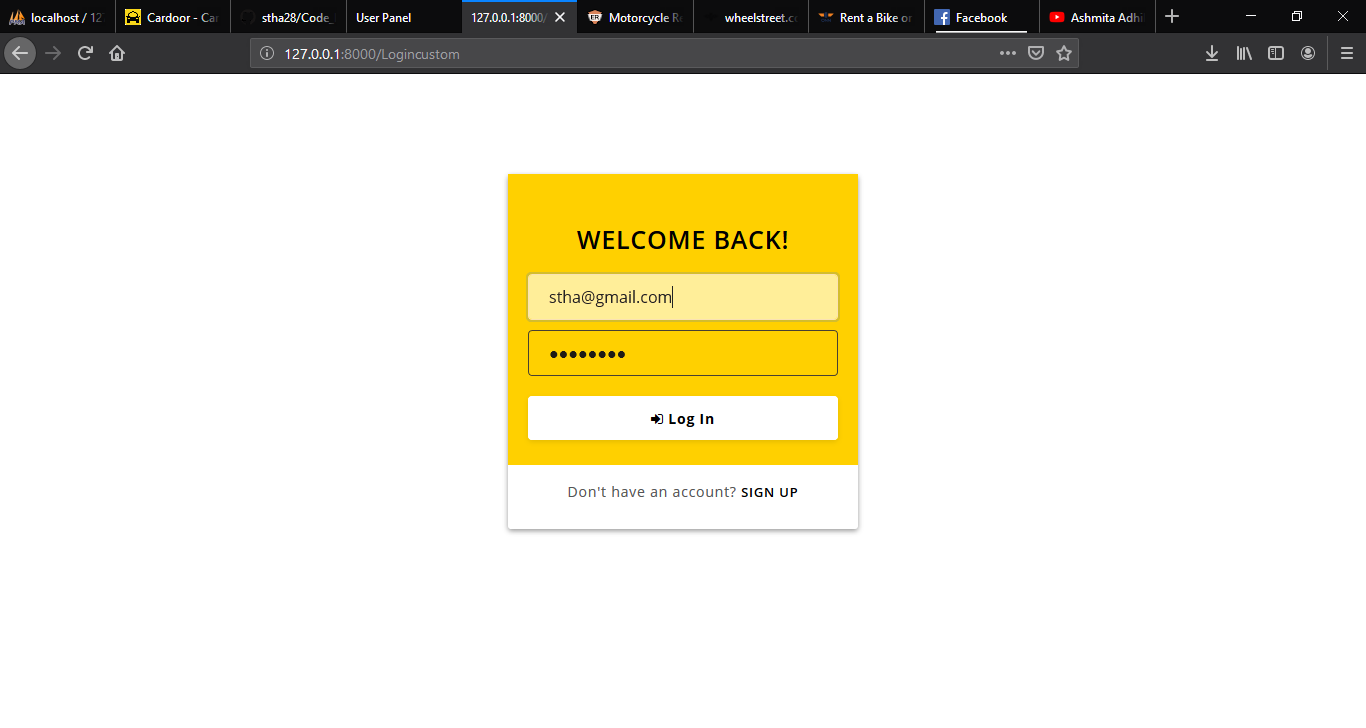 localhost / 127
Cardoor - Car
stha28/Code_
User Panel
127.0.0.1:8000/
Motorcycle Re
wheelstreet.co
Rent a Bike or
Facebook
Ashmita Adhi
127.0.0.1:8000/Logincustom
WELCOME BACK!
stha@gmail.com
Log In
Don't have an account? SIGN UP